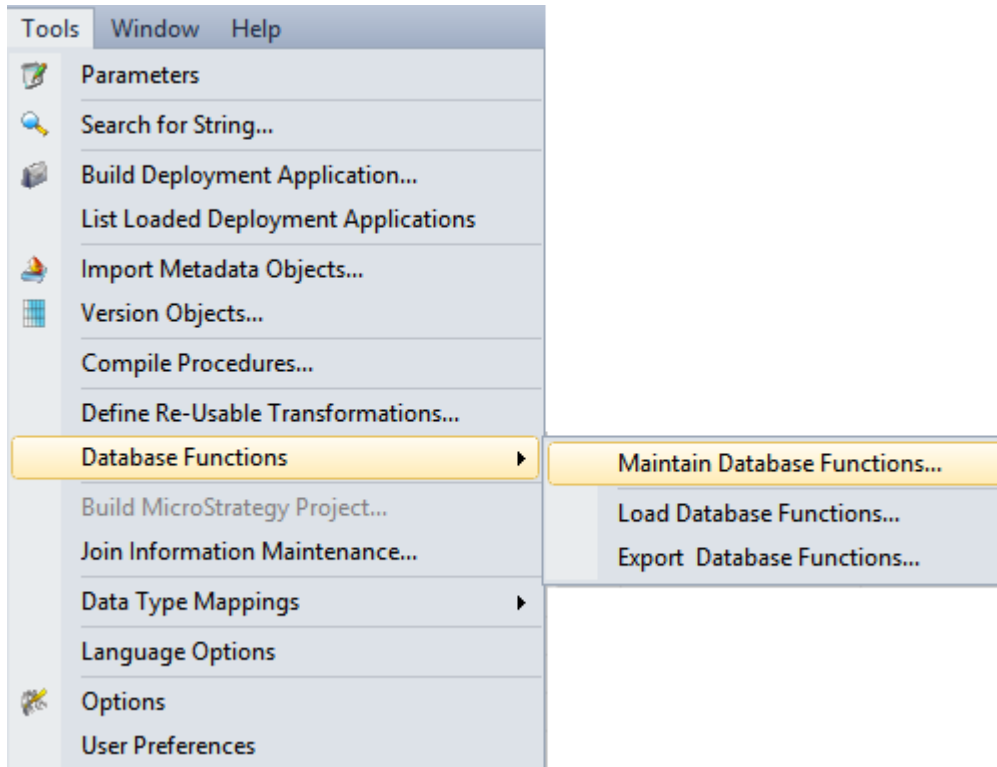 Tools Window Help
Parameters
Search for String...
Build Deployment Application...
List Loaded Deployment Applications
Import Metadata Objects...
Version Objects...
Compile Procedures...
Define Re-Usable Transformations...
Database Functions
Maintain Database Functions...
Load Database Functions...
Export Database Functions...
Build MicroStrategy Project...
Join Information Maintenance...
Data Type Mappings
Language Options
Options
User Preferences